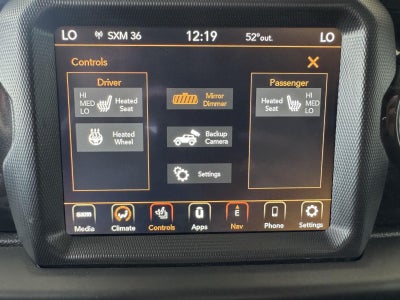 LO SXM 36 12:19 52°out. LO
Controls
Driver
Passenger
HI
MED
LO
Heated
Seat
Mirror
Dimmer
Heated
Seat
HI
MED
LO
Heated
Wheel
Backup
Camera
Settings
Media Climate Controls Apps Nav Phone Settings